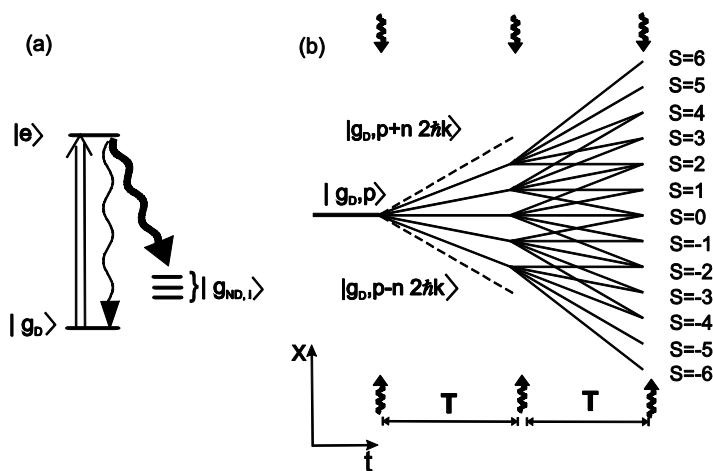 (a)
|e⟩
}| g_ND, I ⟩
| g_D ⟩
(b)
|g_D,p+n 2ħk⟩
| g_D,p⟩
|g_D,p-n 2ħk⟩
S=6
S=5
S=4
S=3
S=2
S=1
S=0
S=-1
S=-2
S=-3
S=-4
S=-5
S=-6
X
t
T
T